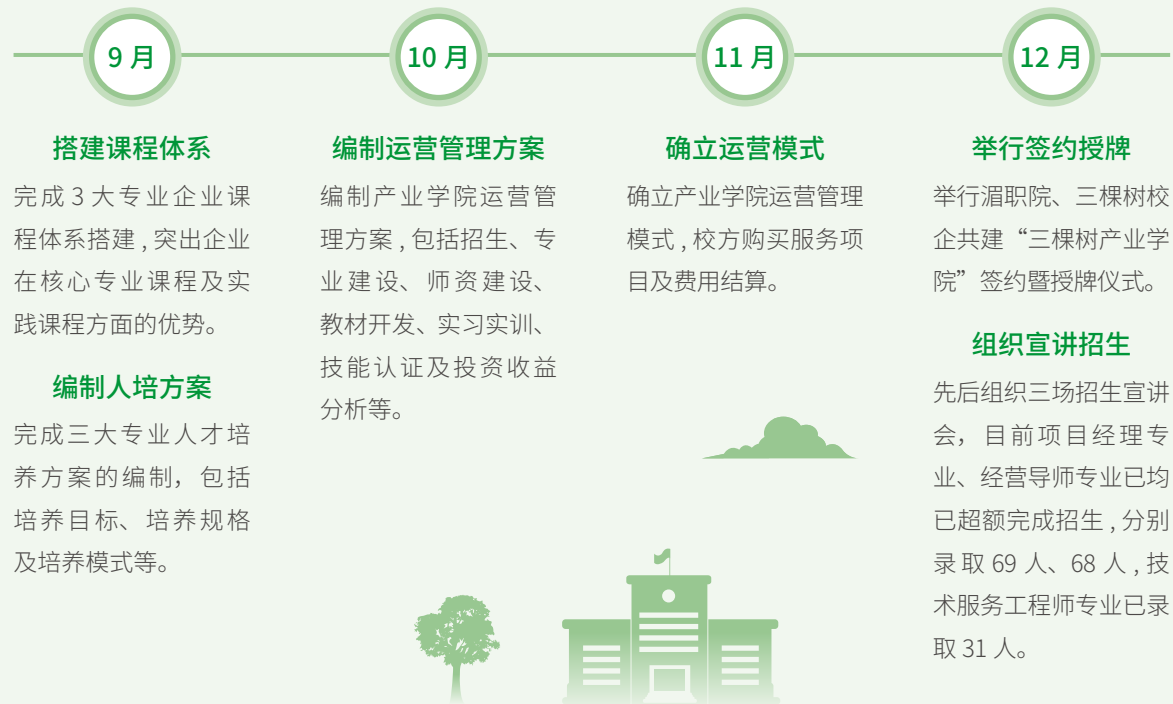 9 月
搭建课程体系
完成 3 大专业企业课
程体系搭建 , 突出企业
在核心专业课程及实
践课程方面的优势。
编制人培方案
完成三大专业人才培
养方案的编制，包括
培养目标、培养规格
及培养模式等。
10 月
编制运营管理方案
编制产业学院运营管
理方案 , 包括招生、专
业建设、师资建设、
教材开发、实习实训、
技能认证及投资收益
分析等。
11 月
确立运营模式
确立产业学院运营管理
模式 , 校方购买服务项
目及费用结算。
12 月
举行签约授牌
举行湄职院、三棵树校
企共建“三棵树产业学
院”签约暨授牌仪式。
组织宣讲招生
先后组织三场招生宣讲
会，目前项目经理专
业、经营导师专业已均
已超额完成招生 , 分别
录取 69 人、68 人 , 技
术服务工程师专业已录
取 31 人。